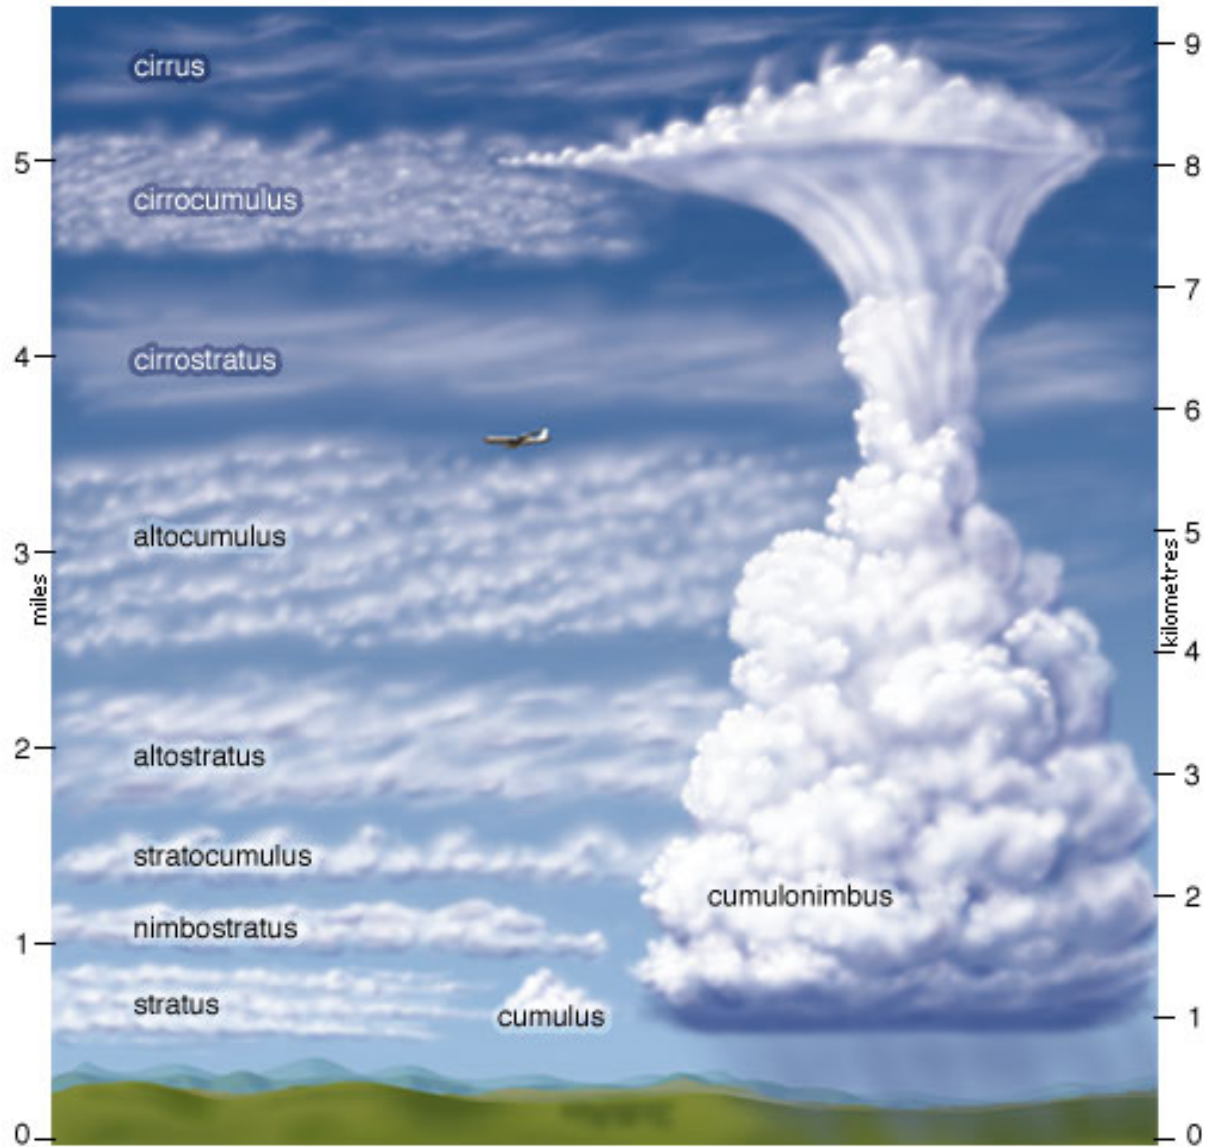 cirrus
9
5
8
cirrocumulus
7
4
cirrostratus
6
altocumulus
5
3
miles
kilometres
4
2
altostratus
3
stratocumulus
cumulonimbus
2
nimbostratus
1
stratus
cumulus
1
0
0